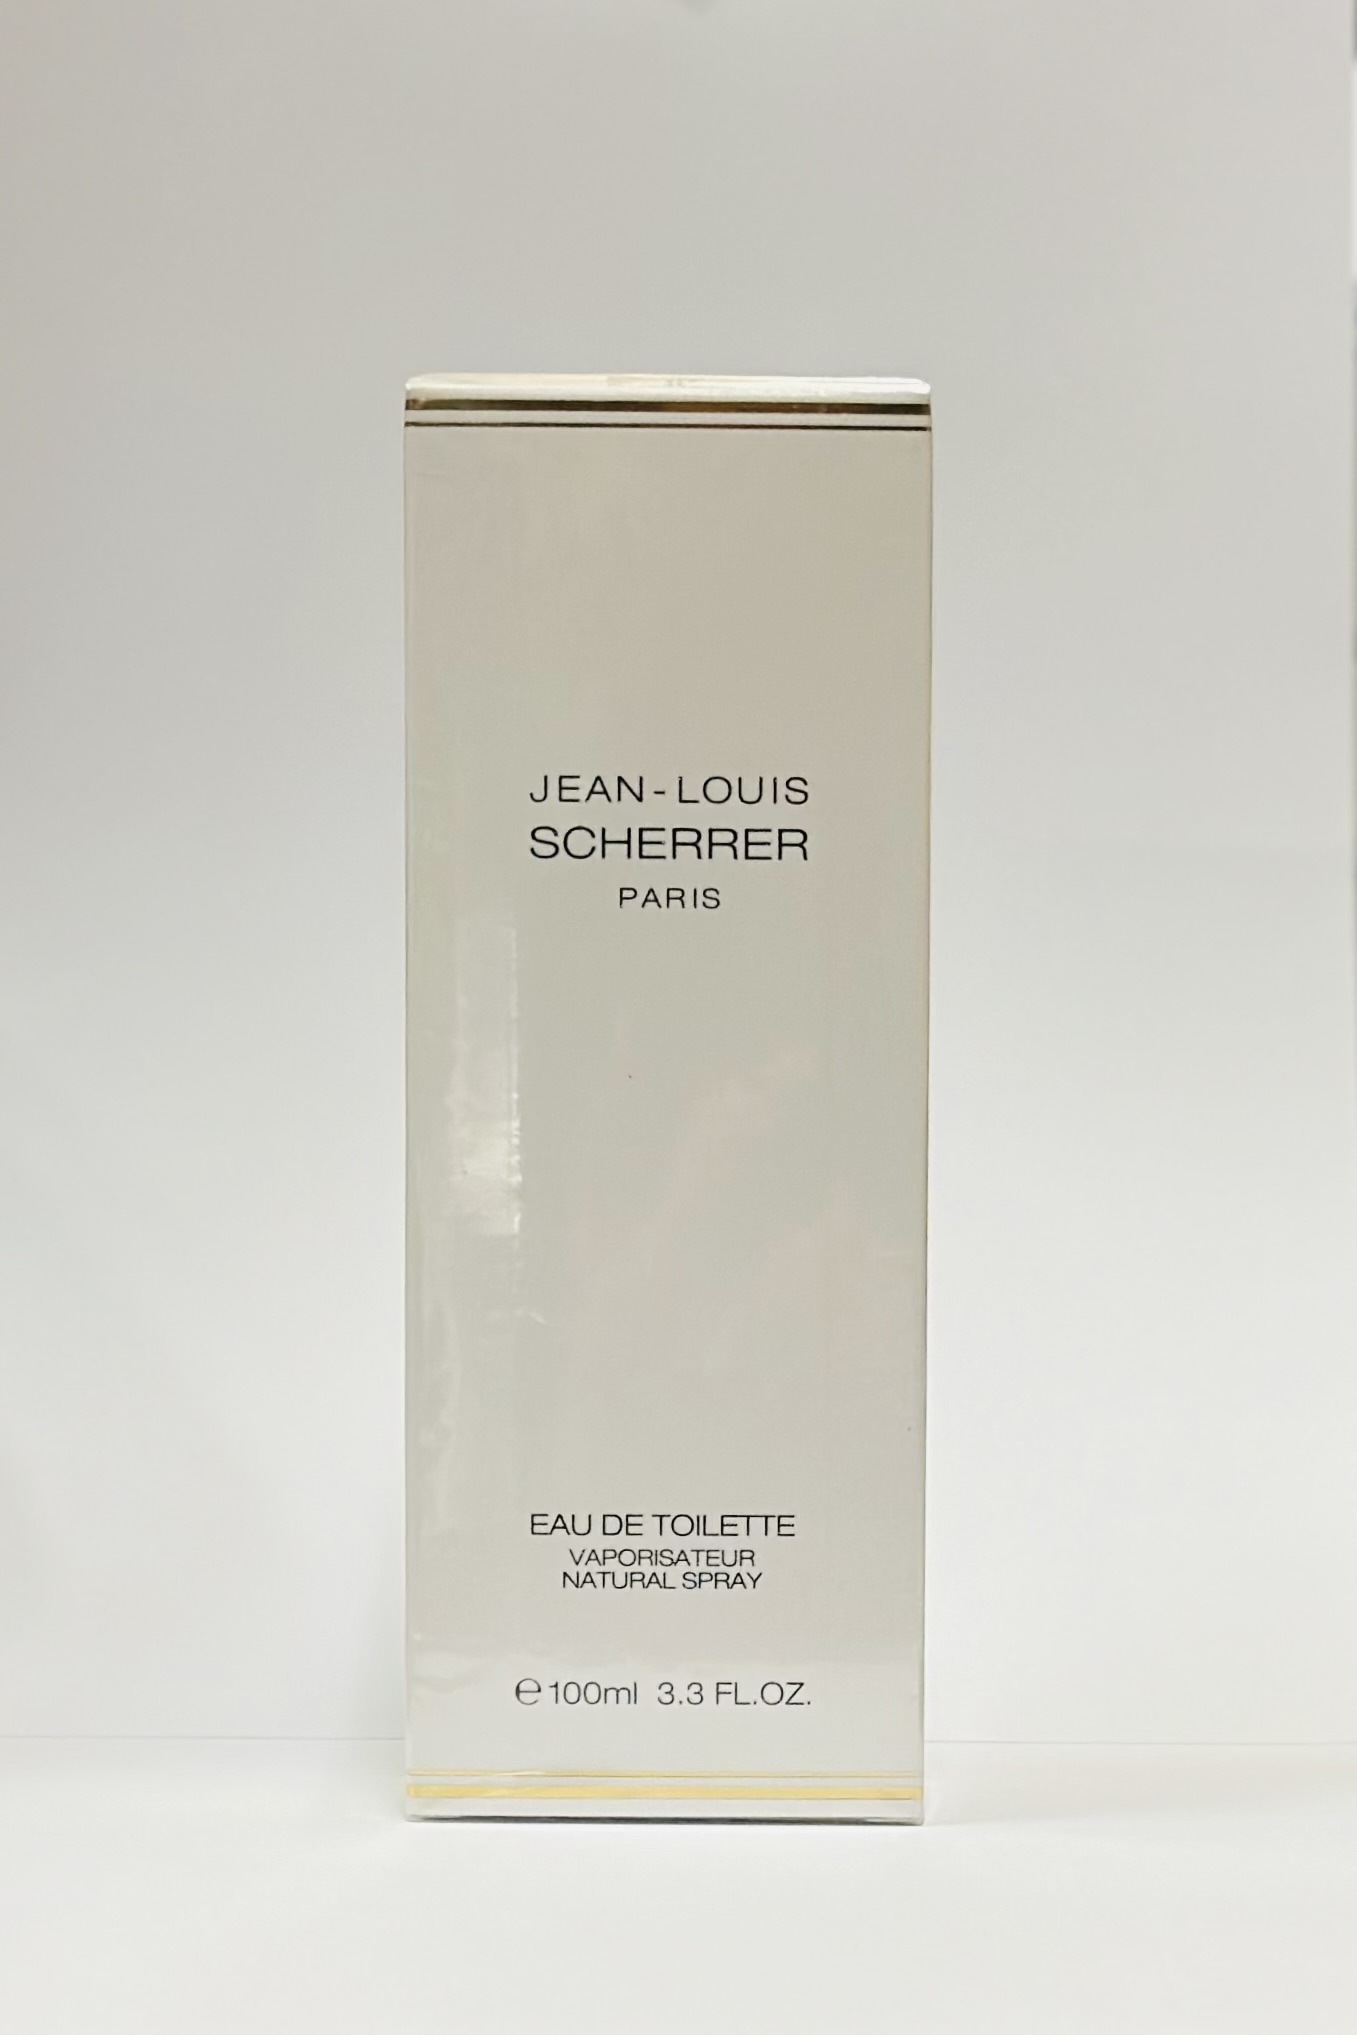 JEAN-LOUIS
SCHERRER
PARIS
EAU DE TOILETTE
VAPORISATEUR
NATURAL SPRAY
℮100ml 3.3 FL.OZ.